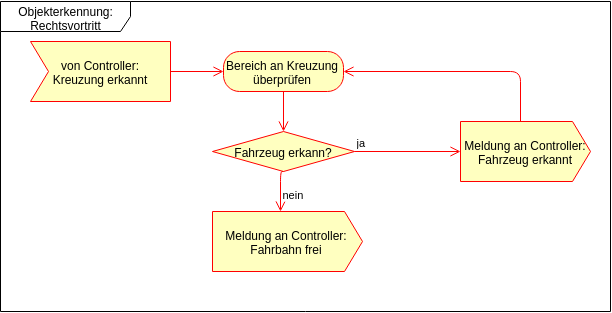 Objekterkennung:
Rechtsvortritt
von Controller:
Kreuzung erkannt
Bereich an Kreuzung
überprüfen
Fahrzeug erkann?
ja
Meldung an Controller:
Fahrzeug erkannt
nein
Meldung an Controller:
Fahrbahn frei